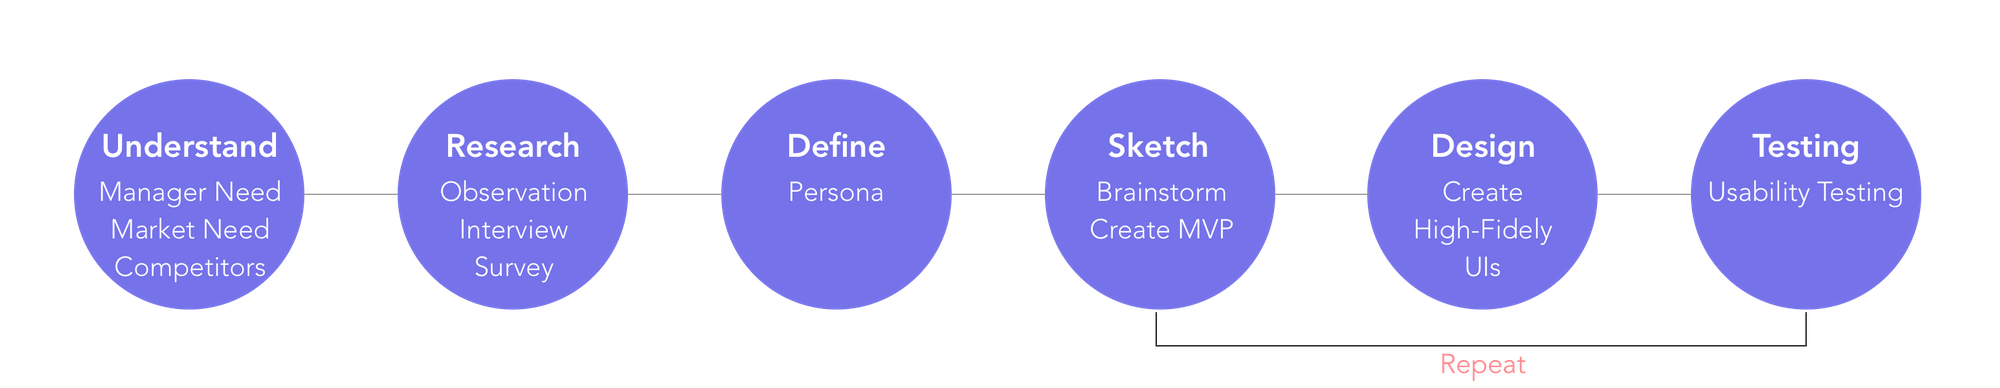 Understand
Manager Need
Market Need
Competitors
Research
Observation
Interview
Survey
Define
Persona
Sketch
Brainstorm
Create MVP
Design
Create
High-Fidely
UIs
Testing
Usability Testing
Repeat